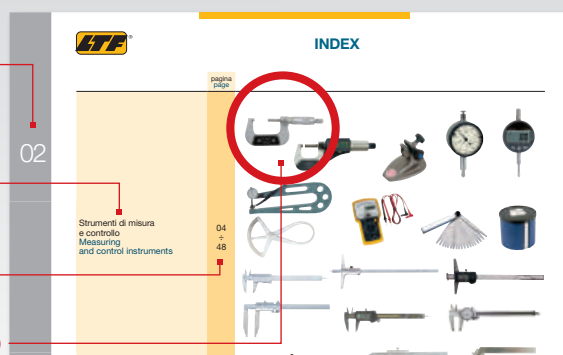 LTF®
INDEX
pagina
page
02
Strumenti di misura
e controllo
Measuring
and control instruments
04
÷
48